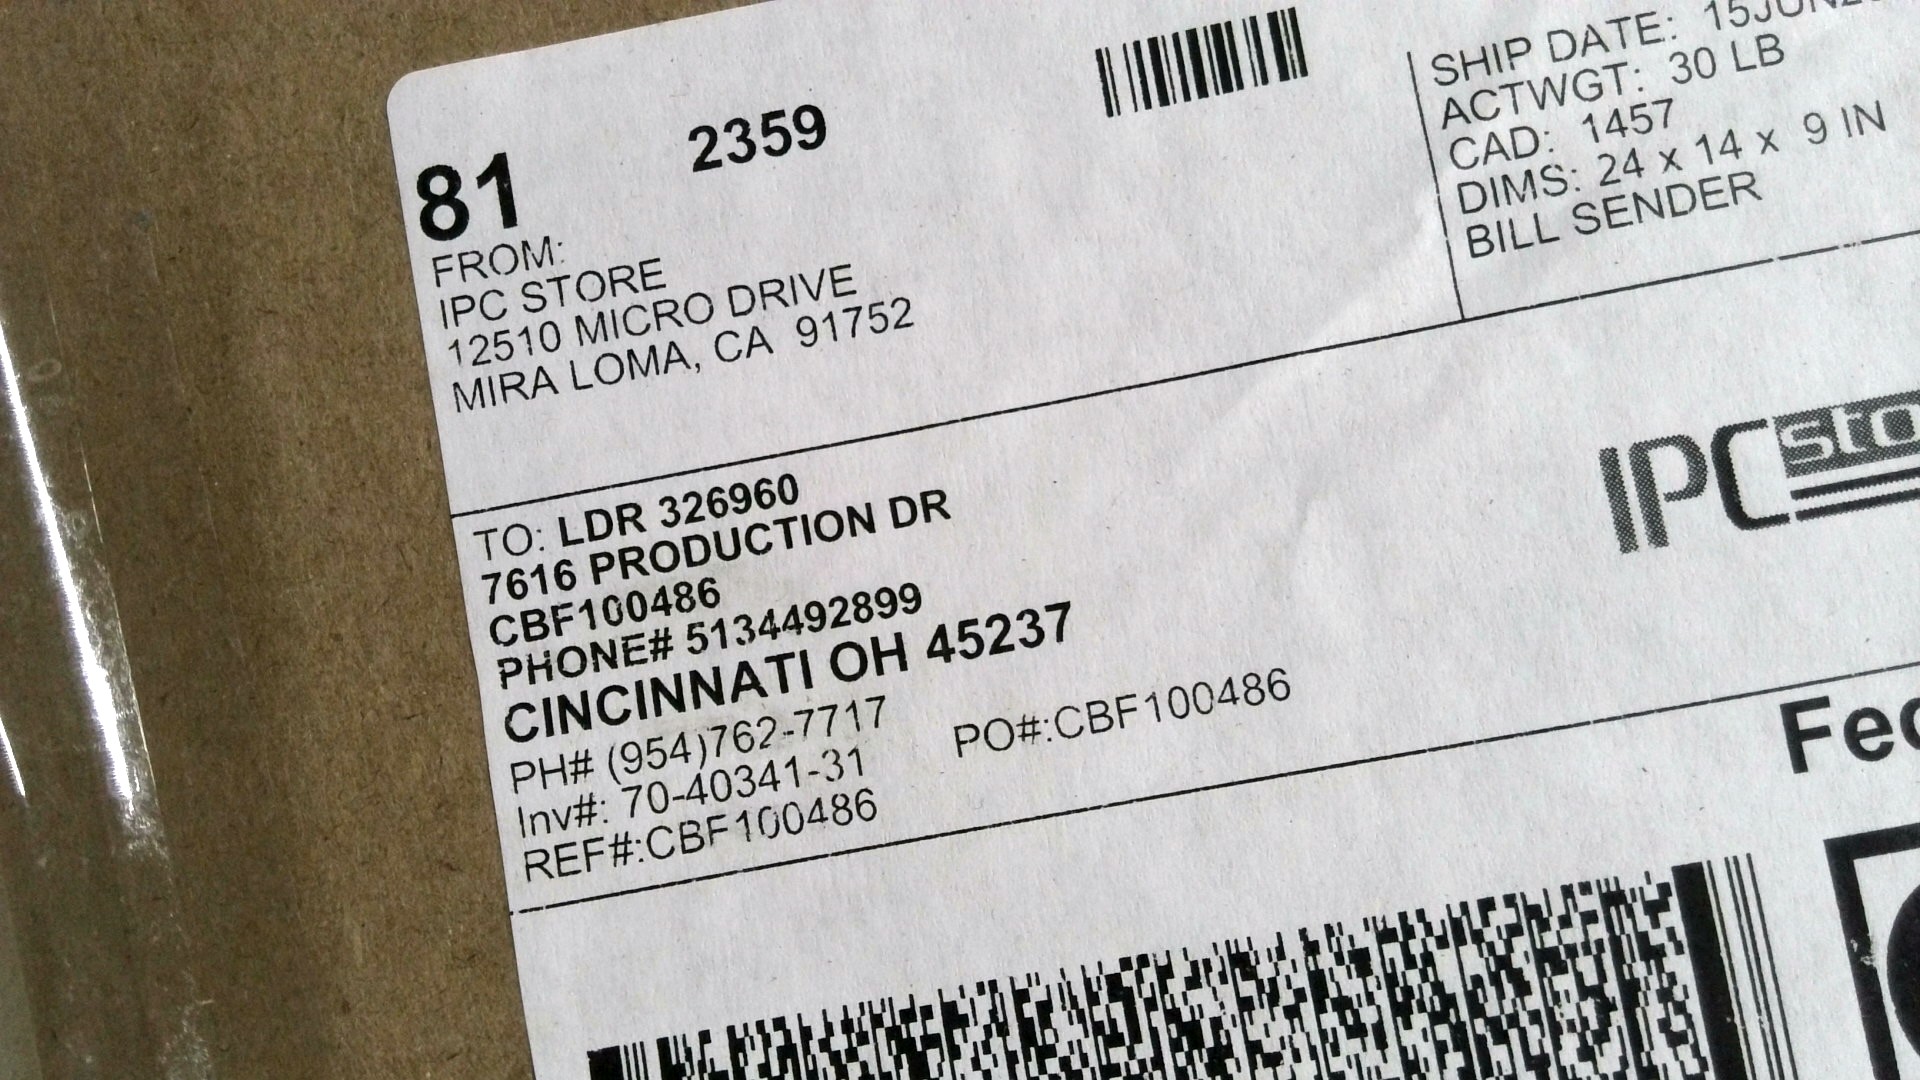 2359
81
FROM:
IPC STORE
12510 MICRO DRIVE
MIRA LOMA, CA 91752
SHIP DATE:
ACTWGT: 30 LB
CAD: 1457
DIMS: 24 x 14 x 9 IN
BILL SENDER
IPC
TO: LDR 326960
7616 PRODUCTION DR
CBF100486
PHONE# 5134492899
CINCINNATI OH 45237
PH# (954)762-7717
Inv#: 70-40341-31
REF#:CBF100486
PO#:CBF100486